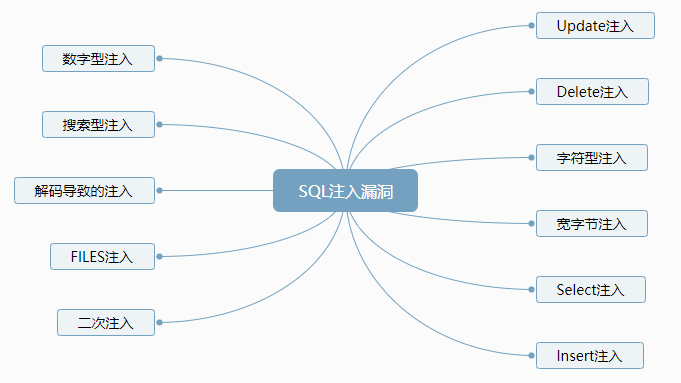 SQL注入漏洞
Update注入
Delete注入
字符型注入
宽字节注入
Select注入
Insert注入
数字型注入
搜索型注入
解码导致的注入
FILES注入
二次注入